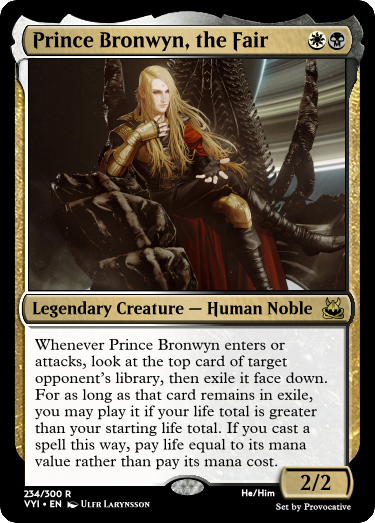 Prince Bronwyn, the Fair
Legendary Creature — Human Noble
Whenever Prince Bronwyn enters or
attacks, look at the top card of target
opponent's library, then exile it face down.
For as long as that card remains in exile,
you may play it if your life total is greater
than your starting life total. If you cast a
spell this way, pay life equal to its mana
value rather than pay its mana cost.
2/2
234/300 R
He/Him
VYI • EN Ulfr Larynsson
Set by Provocative